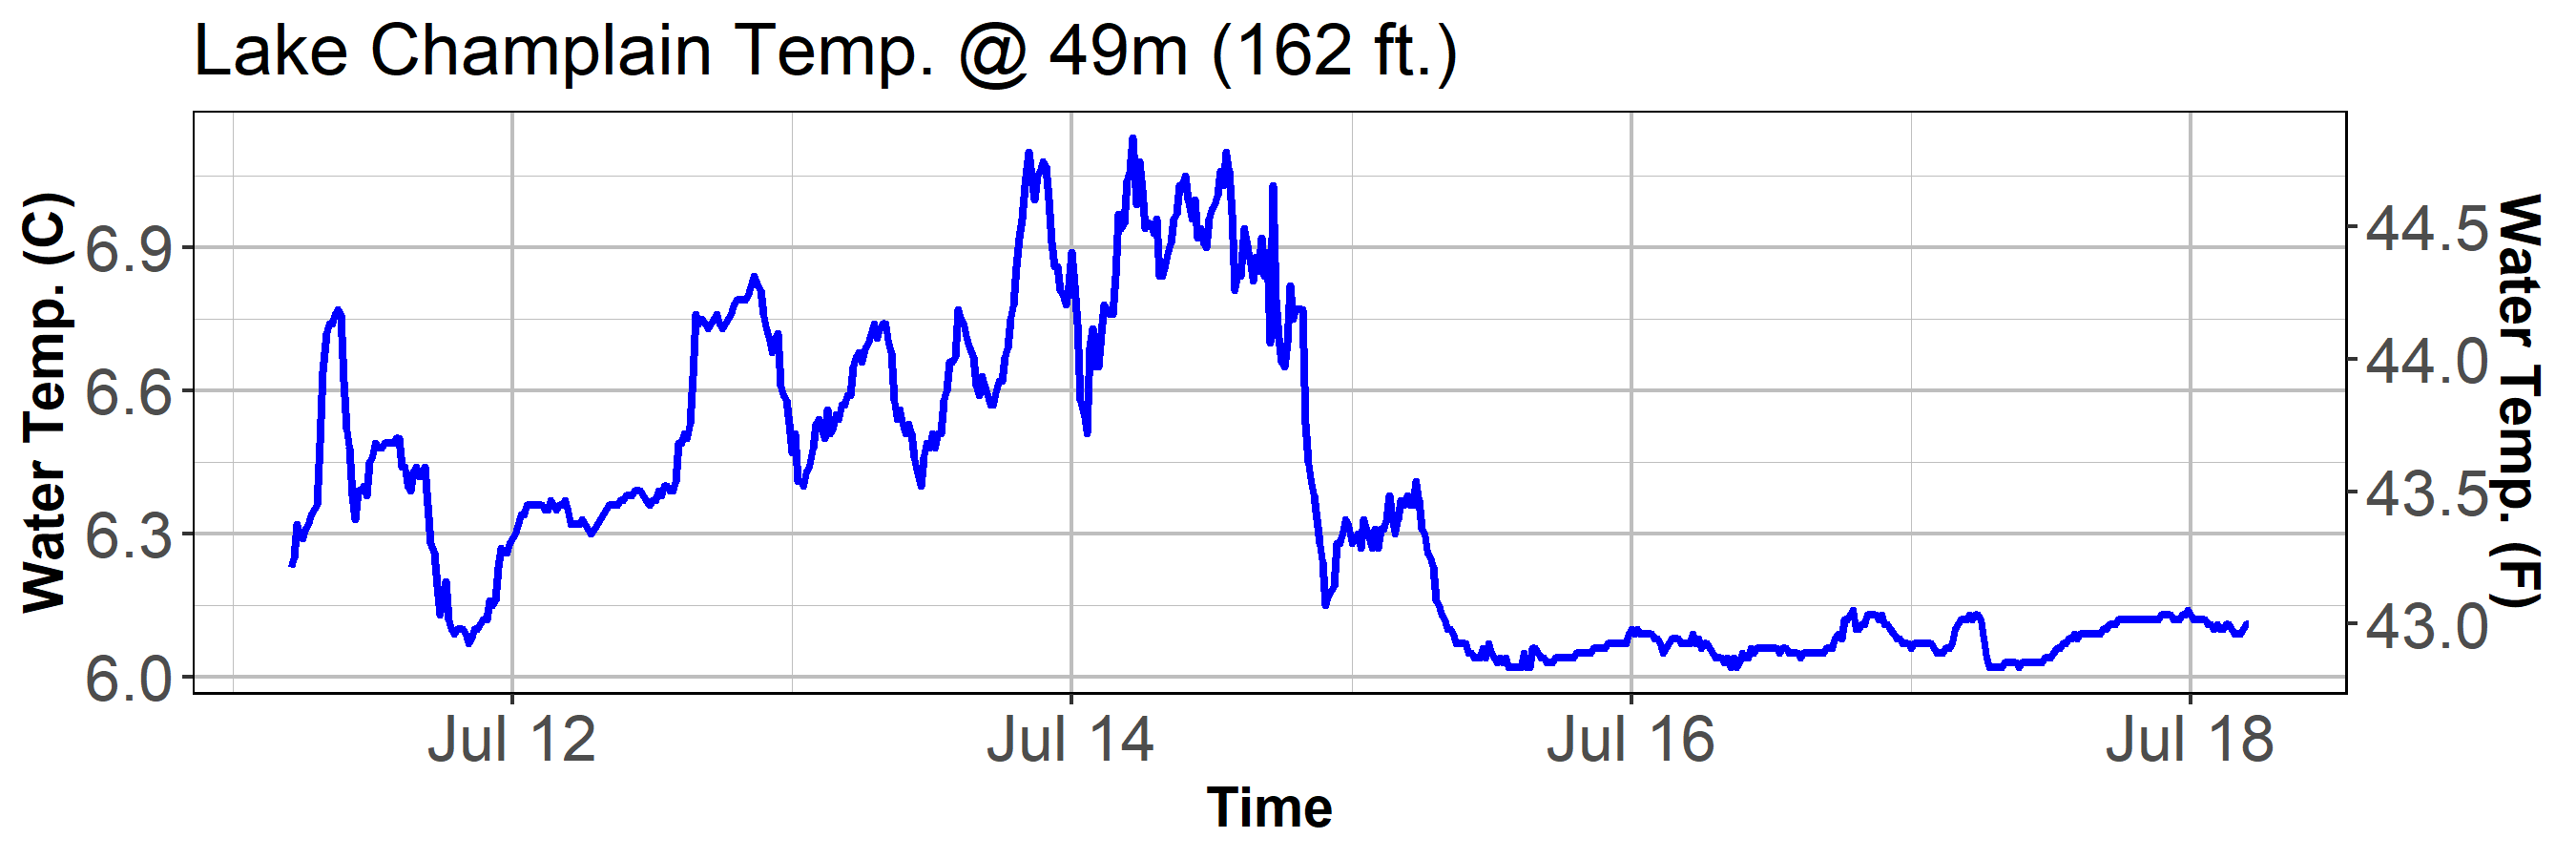 Lake Champlain Temp. @ 49m (162 ft.)
Water Temp. (C)
6.9
6.6
6.3
6.0
44.5
44.0
43.5
43.0
Water Temp. (F)
Jul 12 Jul 14 Jul 16 Jul 18
Time